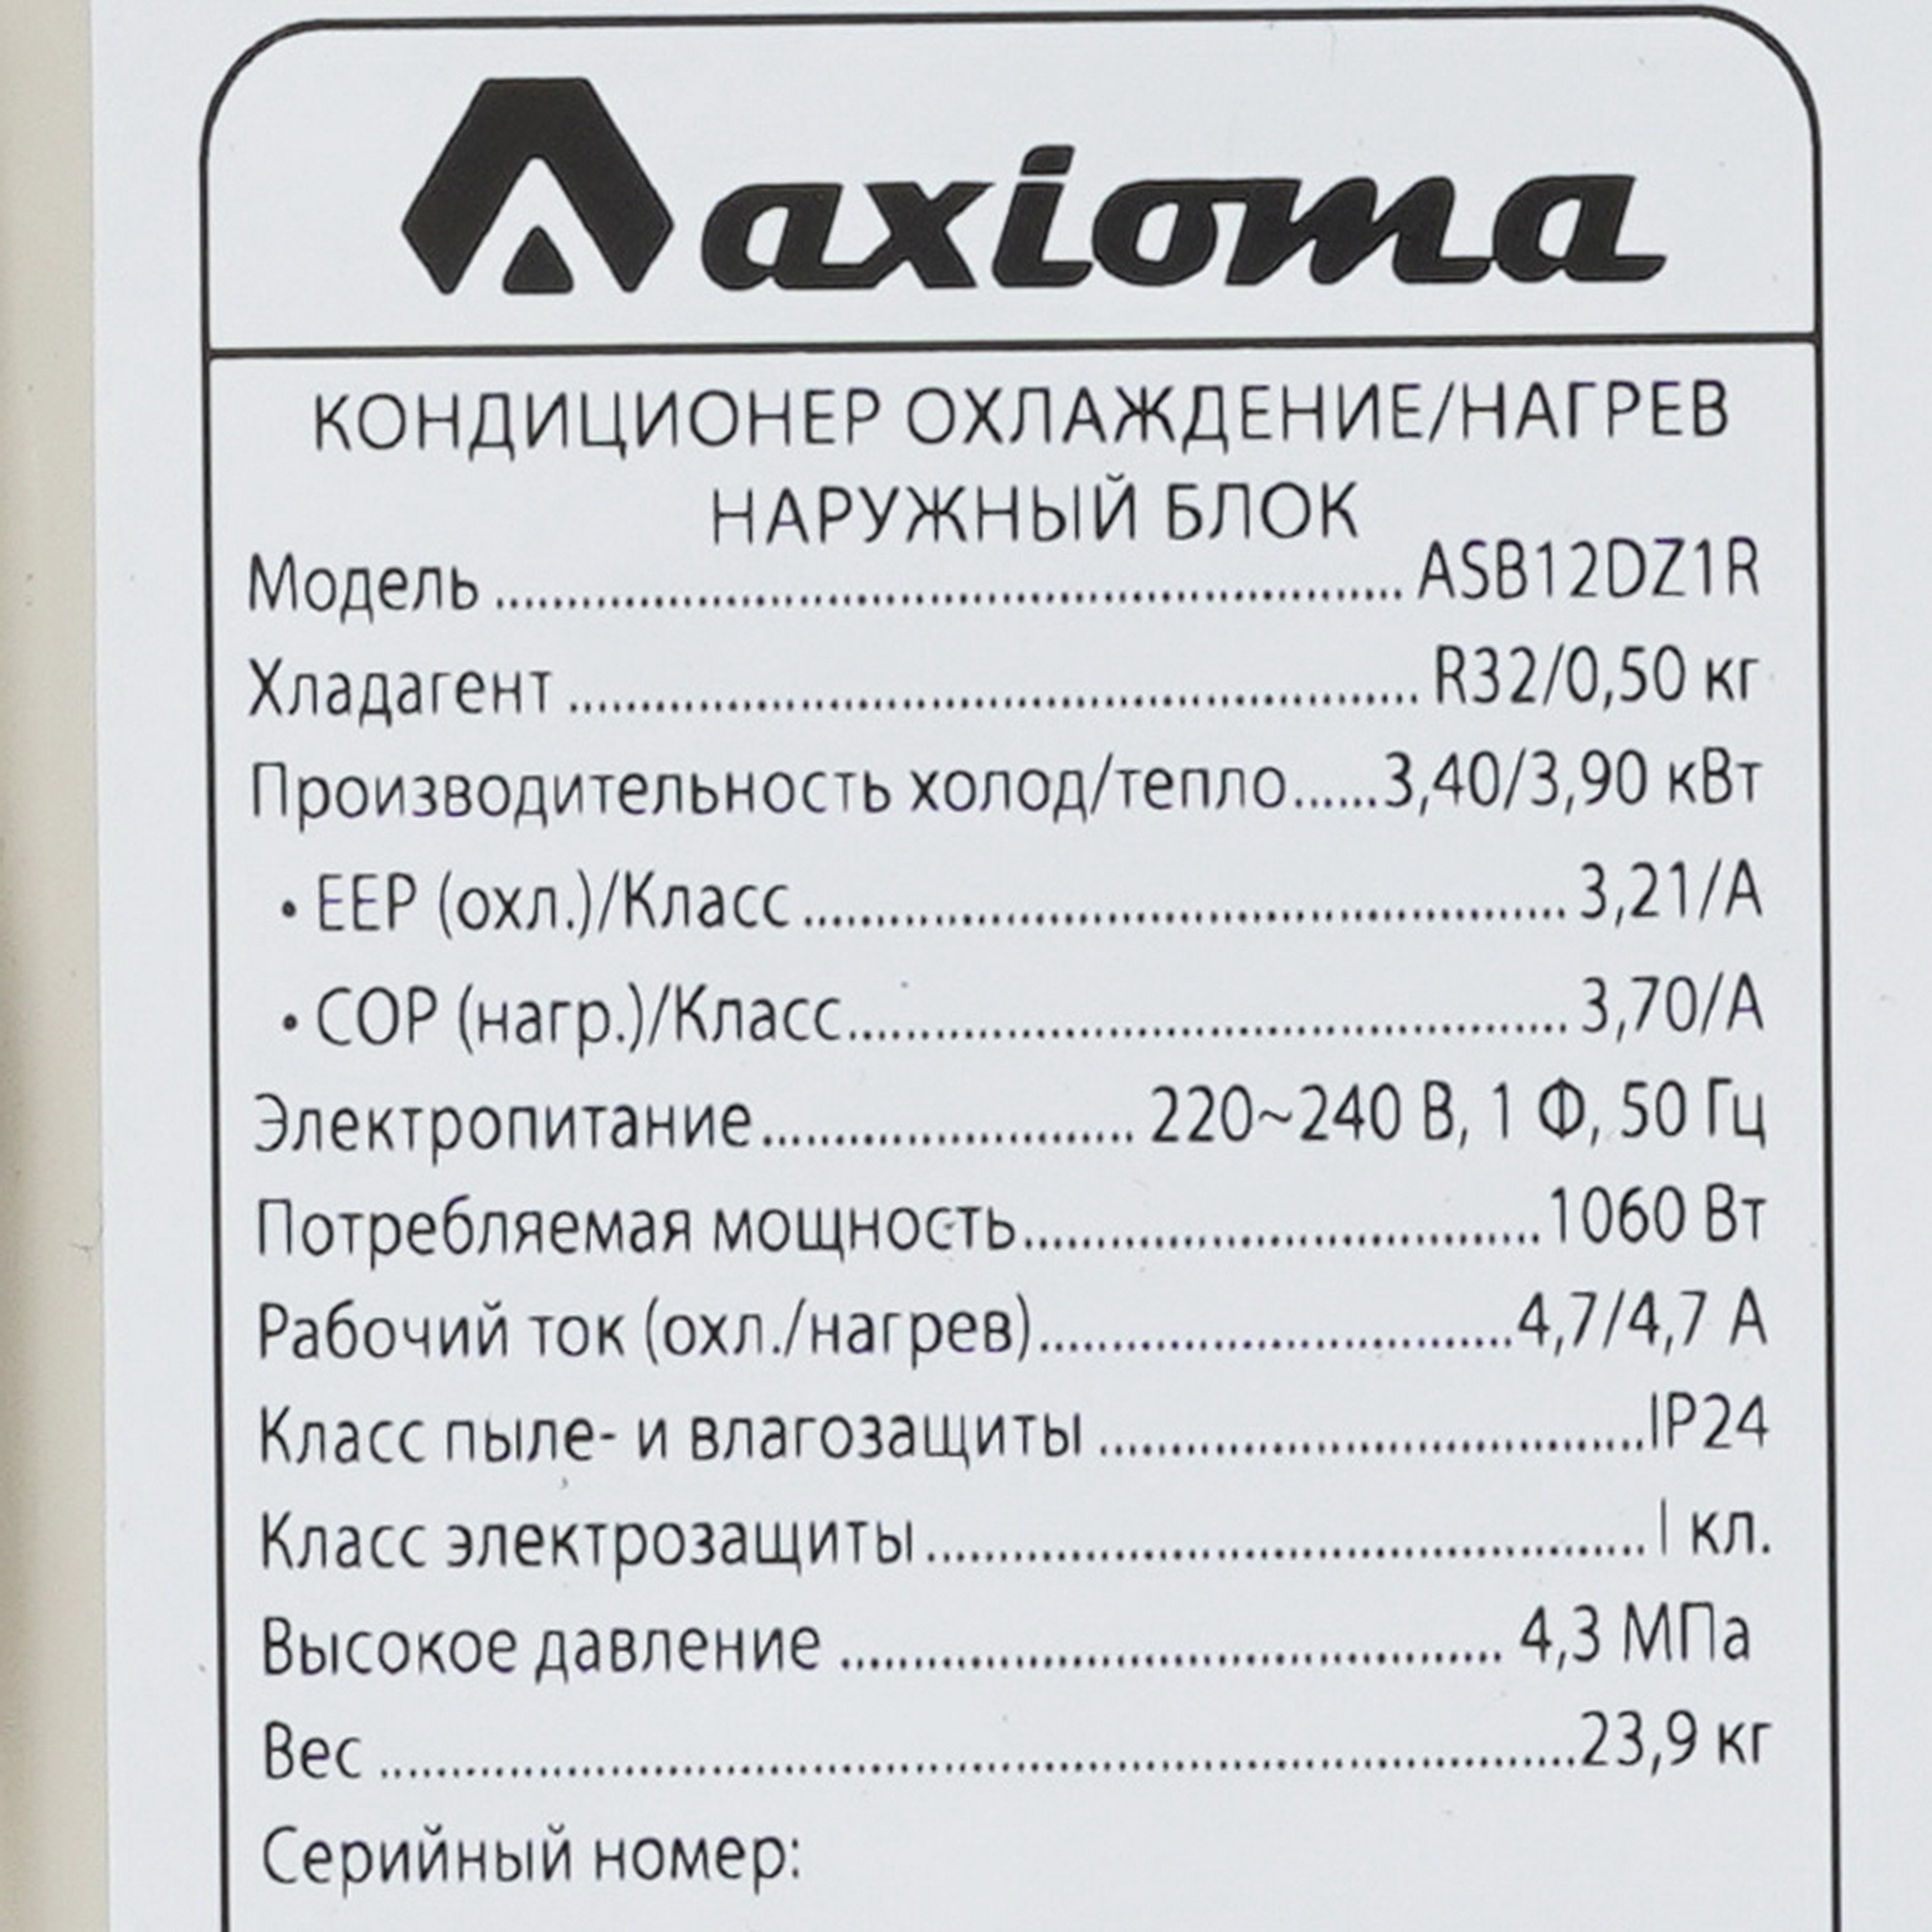 axioma
КОНДИЦИОНЕР ОХЛАЖДЕНИЕ/НАГРЕВ
НАРУЖНЫЙ БЛОК
Модель ........ ASB12DZ1R
Хладагент ........ R32/0,50 кг
Производительность холод/тепло......3,40/3,90 кВт
• EEP (охл.)/Класс ........ 3,21/A
• COP (нагр.)/Класс........ 3,70/A
Электропитание........ 220~240 В, 1 Ф, 50 Гц
Потребляемая мощность........1060 Вт
Рабочий ток (охл./нагрев)........4,7/4,7 А
Класс пыле- и влагозащиты ........IP24
Класс электрозащиты........ I кл.
Высокое давление ........ 4,3 МПа
Вес ........23,9 кг
Серийный номер: